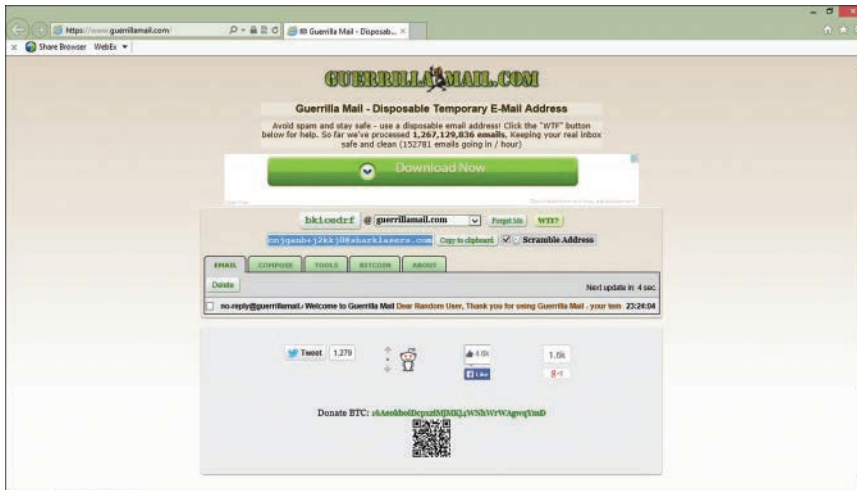 https://www.guerrillamail.com/
Guerrilla Mail - Disposab...
Share Browser WebEx
GUERRILLA MAIL.COM
Guerrilla Mail - Disposable Temporary E-Mail Address
Avoid spam and stay safe - use a disposable email address! Click the "WTF" button
below for help. So far we've processed 1,267,129,836 emails, Keeping your real inbox
safe and clean (152781 emails going in / hour)
Download Now
bkioedrf @ guerrillamail.com Forget Me WTF?
Copy to clipboard Scramble Address
EMAIL COMPOSE TOOLS BITCOIN ABOUT
Delete Next update in: 4 sec
no-reply@guerrillamail. Welcome to Guerrilla Mail Dear Random User, Thank you for using Guerrilla Mail - your tem 23:24:04
Tweet 1,279 4.6k 1.6k
Like g+1
Donate BTC: